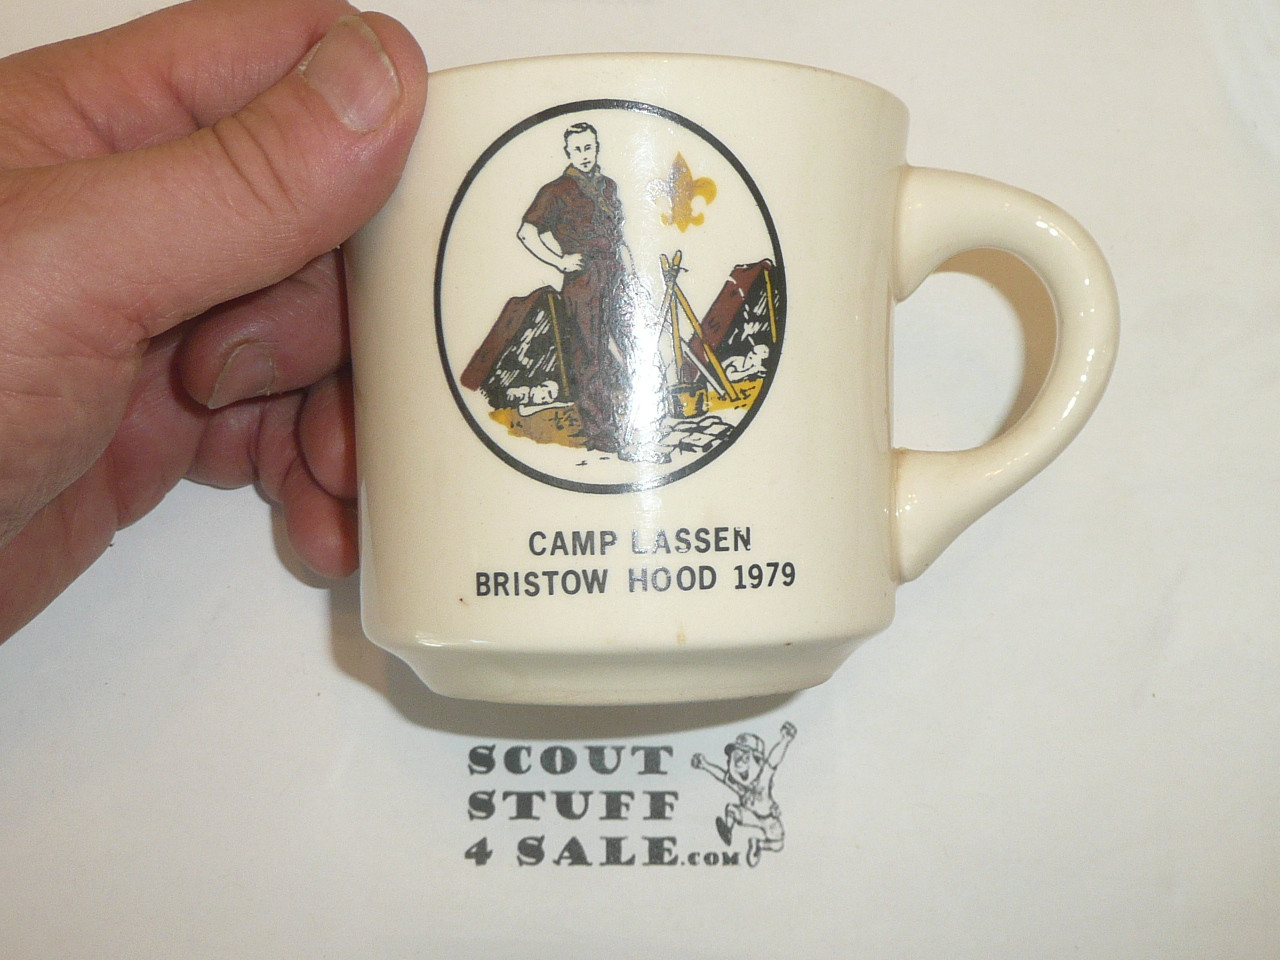 CAMP LASSEN
BRISTOW HOOD 1979
SCOUT
STUFF
4 SALE.COM